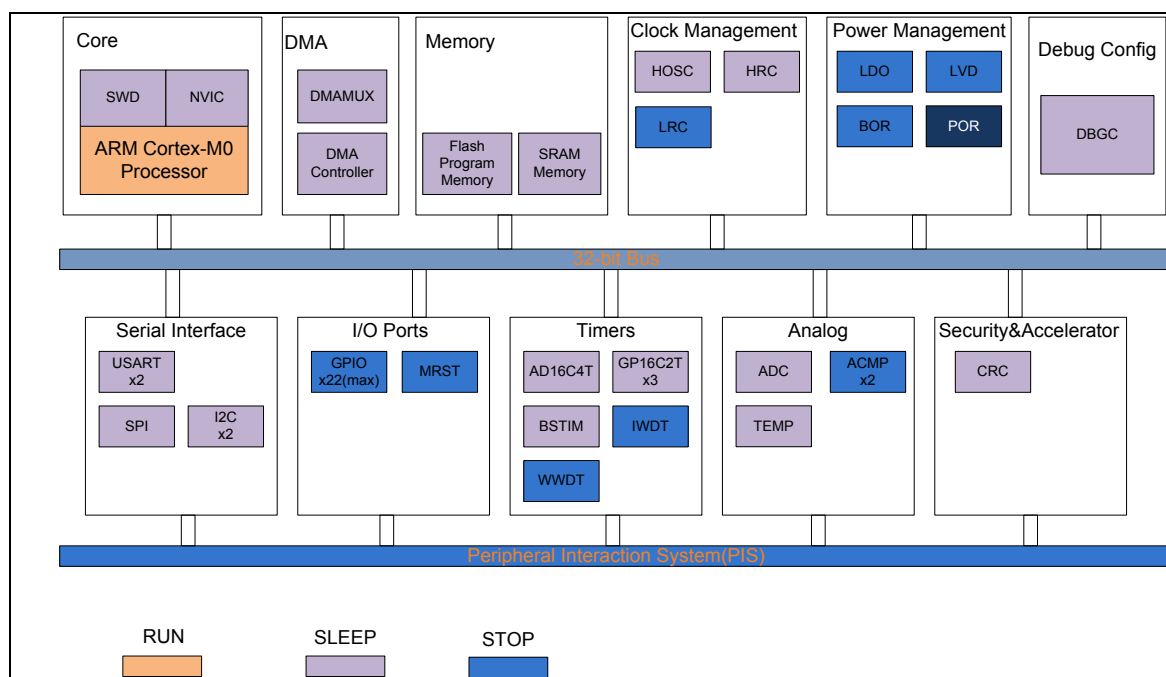 Core
SWD
NVIC
ARM Cortex-M0
Processor
DMA
DMAMUX
DMA
Controller
Memory
Flash
Program
Memory
SRAM
Memory
Clock Management
HOSC
HRC
LRC
Power Management
LDO
LVD
BOR
POR
Debug Config
DBGC
32-bit Bus
Serial Interface
USART
x2
SPI
I2C
x2
I/O Ports
GPIO
x22(max)
MRST
Timers
AD16C4T
GP16C2T
x3
BSTIM
IWDT
WWDT
Analog
ADC
ACMP
x2
TEMP
Security&Accelerator
CRC
Peripheral Interaction System(PIS)
RUN
SLEEP
STOP